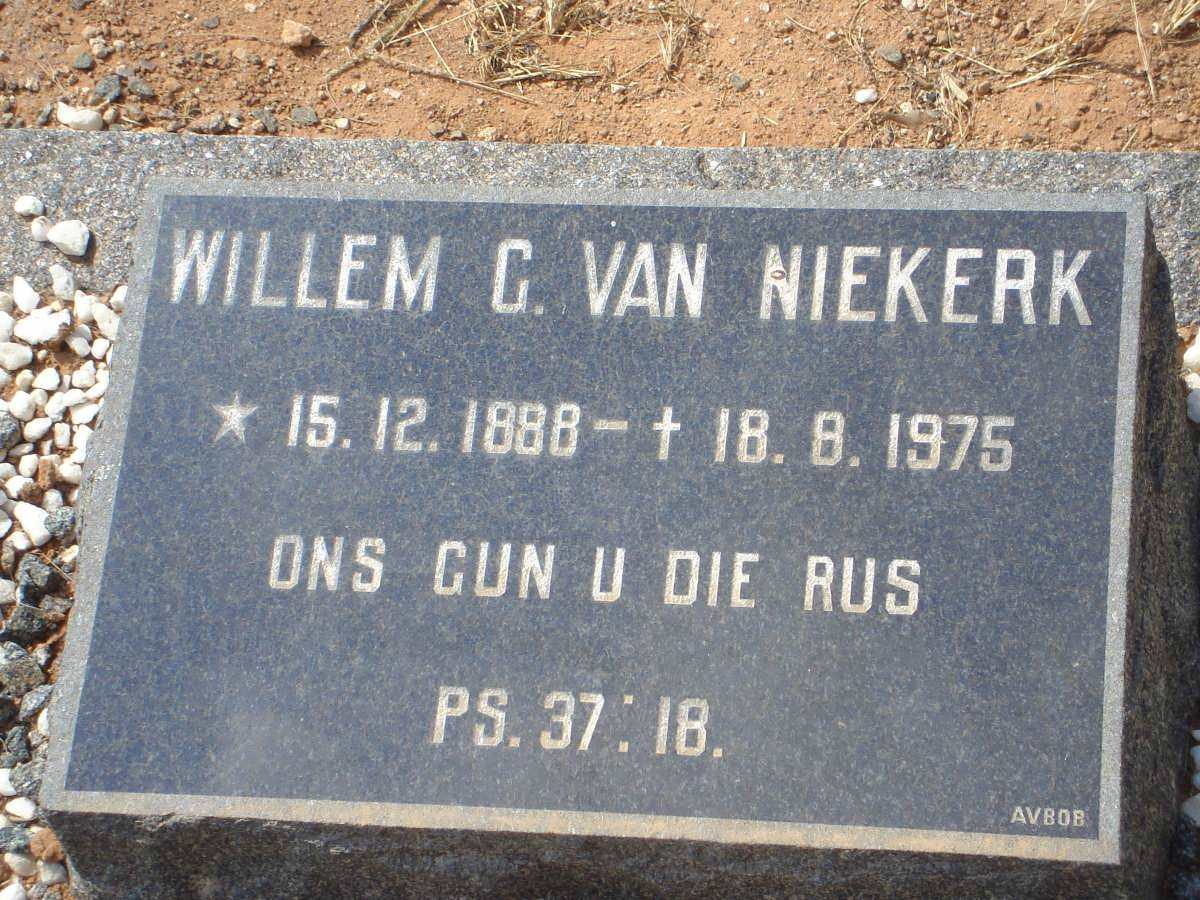 WILLEM G. VAN NIEKERK
★ 15.12.1888 - † 18.8.1975
ONS GUN U DIE RUS
PS. 37:18.
AVBOB